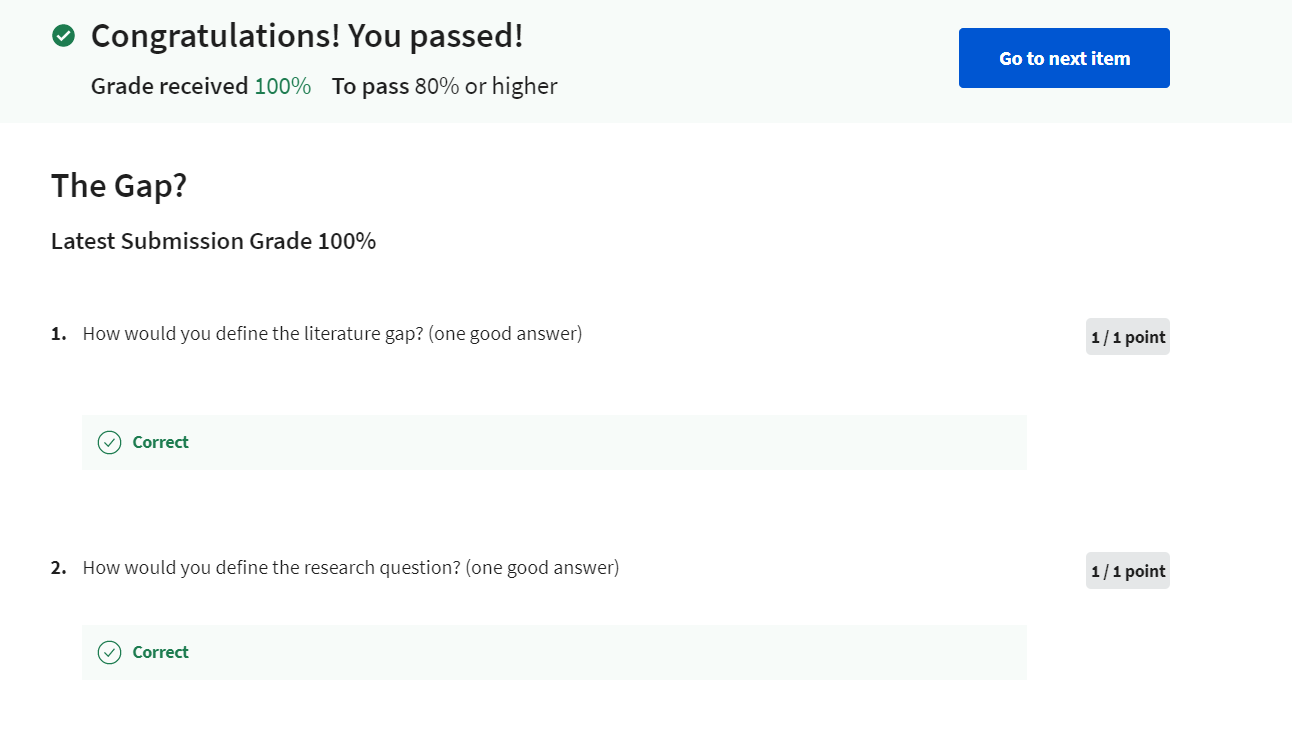 Congratulations! You passed!
Go to next item
Grade received 100% To pass 80% or higher
The Gap?
Latest Submission Grade 100%
1. How would you define the literature gap? (one good answer)
1 / 1 point
Correct
2. How would you define the research question? (one good answer)
1 / 1 point
Correct